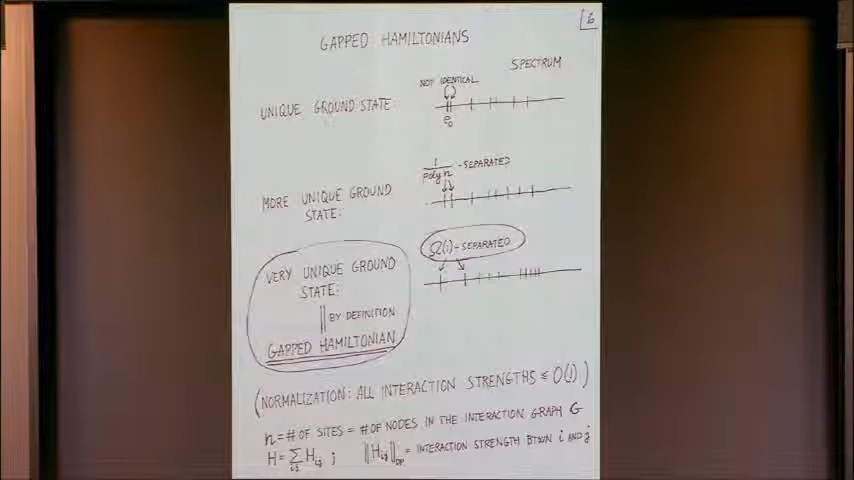 6
GAPPED HAMILTONIANS
SPECTRUM
NOT IDENTICAL
UNIQUE GROUND STATE:
e₀
1/poly n - SEPARATED
MORE UNIQUE GROUND
STATE:
Ω(1)-SEPARATED
VERY UNIQUE GROUND
STATE:
|| BY DEFINITION
GAPPED HAMILTONIAN
(NORMALIZATION: ALL INTERACTION STRENGTHS ≤ O(1))
n = # OF SITES = # OF NODES IN THE INTERACTION GRAPH G
H = ∑ij Hij ; ||Hij||op = INTERACTION STRENGTH BTWN i AND j